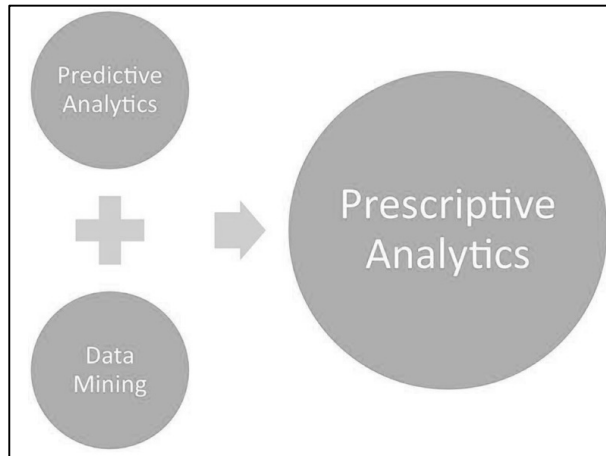 Predictive
Analytics
Data
Mining
Prescriptive
Analytics